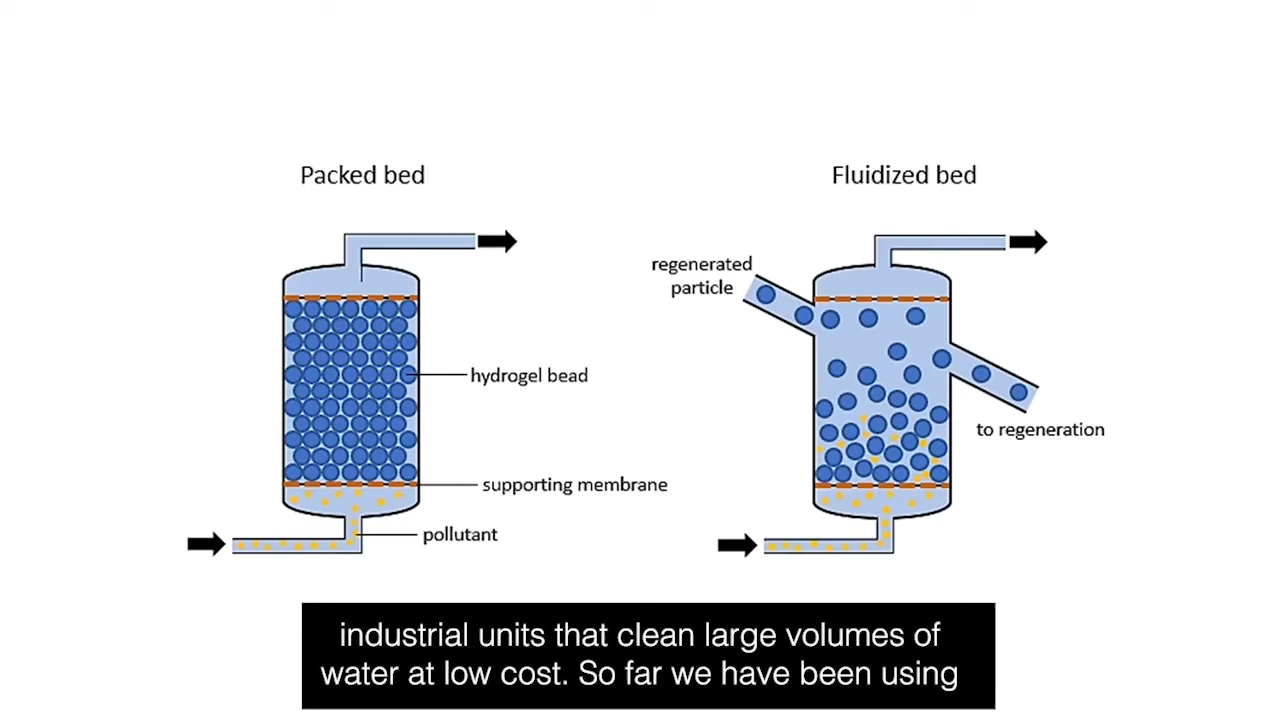 Packed bed
Fluidized bed
regenerated
particle
hydrogel bead
to regeneration
supporting membrane
pollutant
industrial units that clean large volumes of
water at low cost. So far we have been using